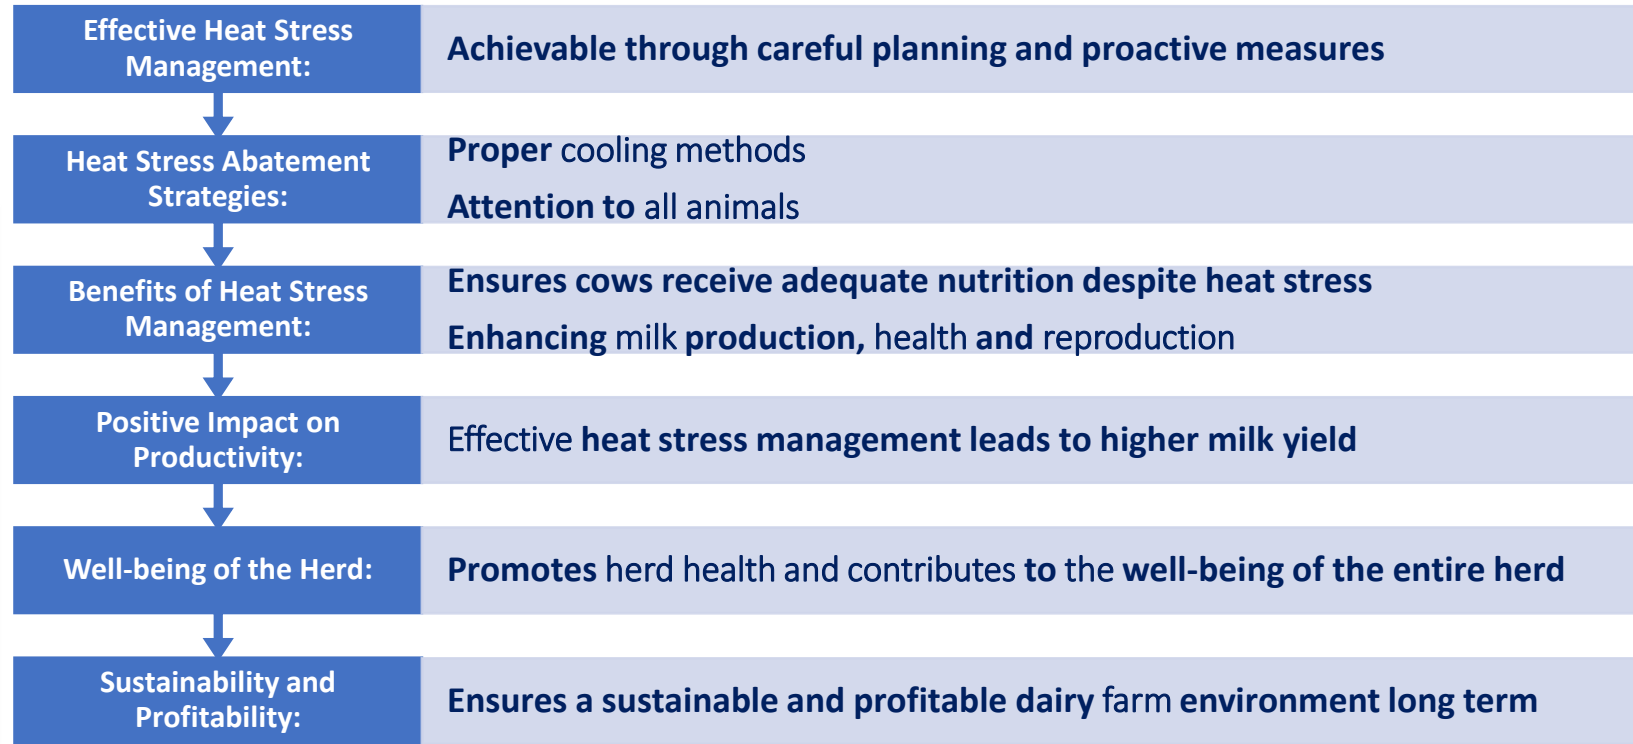 Effective Heat Stress
Management:
Achievable through careful planning and proactive measures
Heat Stress Abatement
Strategies:
Proper cooling methods
Attention to all animals
Benefits of Heat Stress
Management:
Ensures cows receive adequate nutrition despite heat stress
Enhancing milk production, health and reproduction
Positive Impact on
Productivity:
Effective heat stress management leads to higher milk yield
Well-being of the Herd:
Promotes herd health and contributes to the well-being of the entire herd
Sustainability and
Profitability:
Ensures a sustainable and profitable dairy farm environment long term